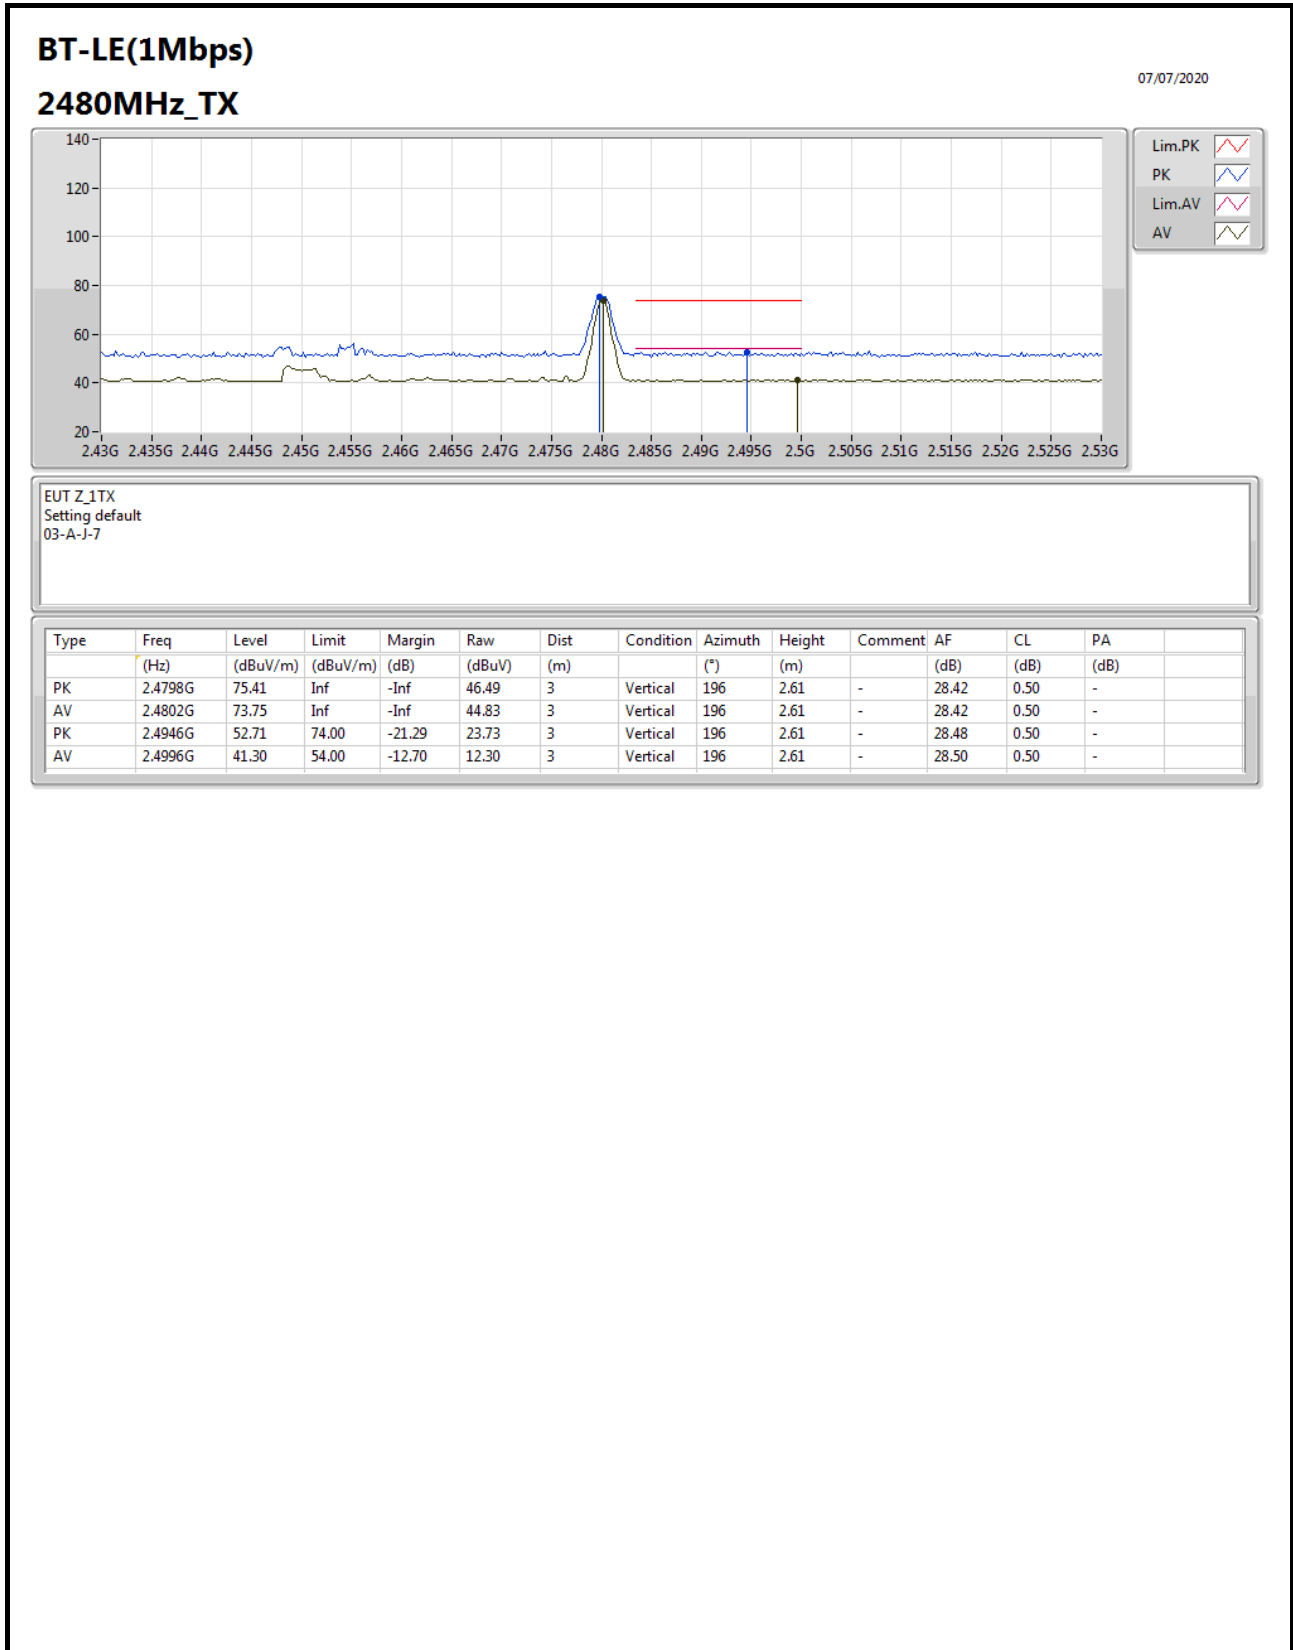 BT-LE(1Mbps)
07/07/2020
2480MHz_TX
140
120
100
80
60
40
20
2.43G 2.435G 2.44G 2.445G 2.45G 2.455G 2.46G 2.465G 2.47G 2.475G 2.48G 2.485G 2.49G 2.495G 2.5G 2.505G 2.51G 2.515G 2.52G 2.525G 2.53G
Lim.PK
PK
Lim.AV
AV
EUT Z_1TX
Setting default
03-A-J-7
Type Freq Level Limit Margin Raw Dist Condition Azimuth Height Comment AF CL PA
(Hz) (dBuV/m) (dBuV/m) (dB) (dBuV) (m) (°) (m) (dB) (dB) (dB)
PK 2.4798G 75.41 Inf -Inf 46.49 3 Vertical 196 2.61 - 28.42 0.50 -
AV 2.4802G 73.75 Inf -Inf 44.83 3 Vertical 196 2.61 - 28.42 0.50 -
PK 2.4946G 52.71 74.00 -21.29 23.73 3 Vertical 196 2.61 - 28.48 0.50 -
AV 2.4996G 41.30 54.00 -12.70 12.30 3 Vertical 196 2.61 - 28.50 0.50 -